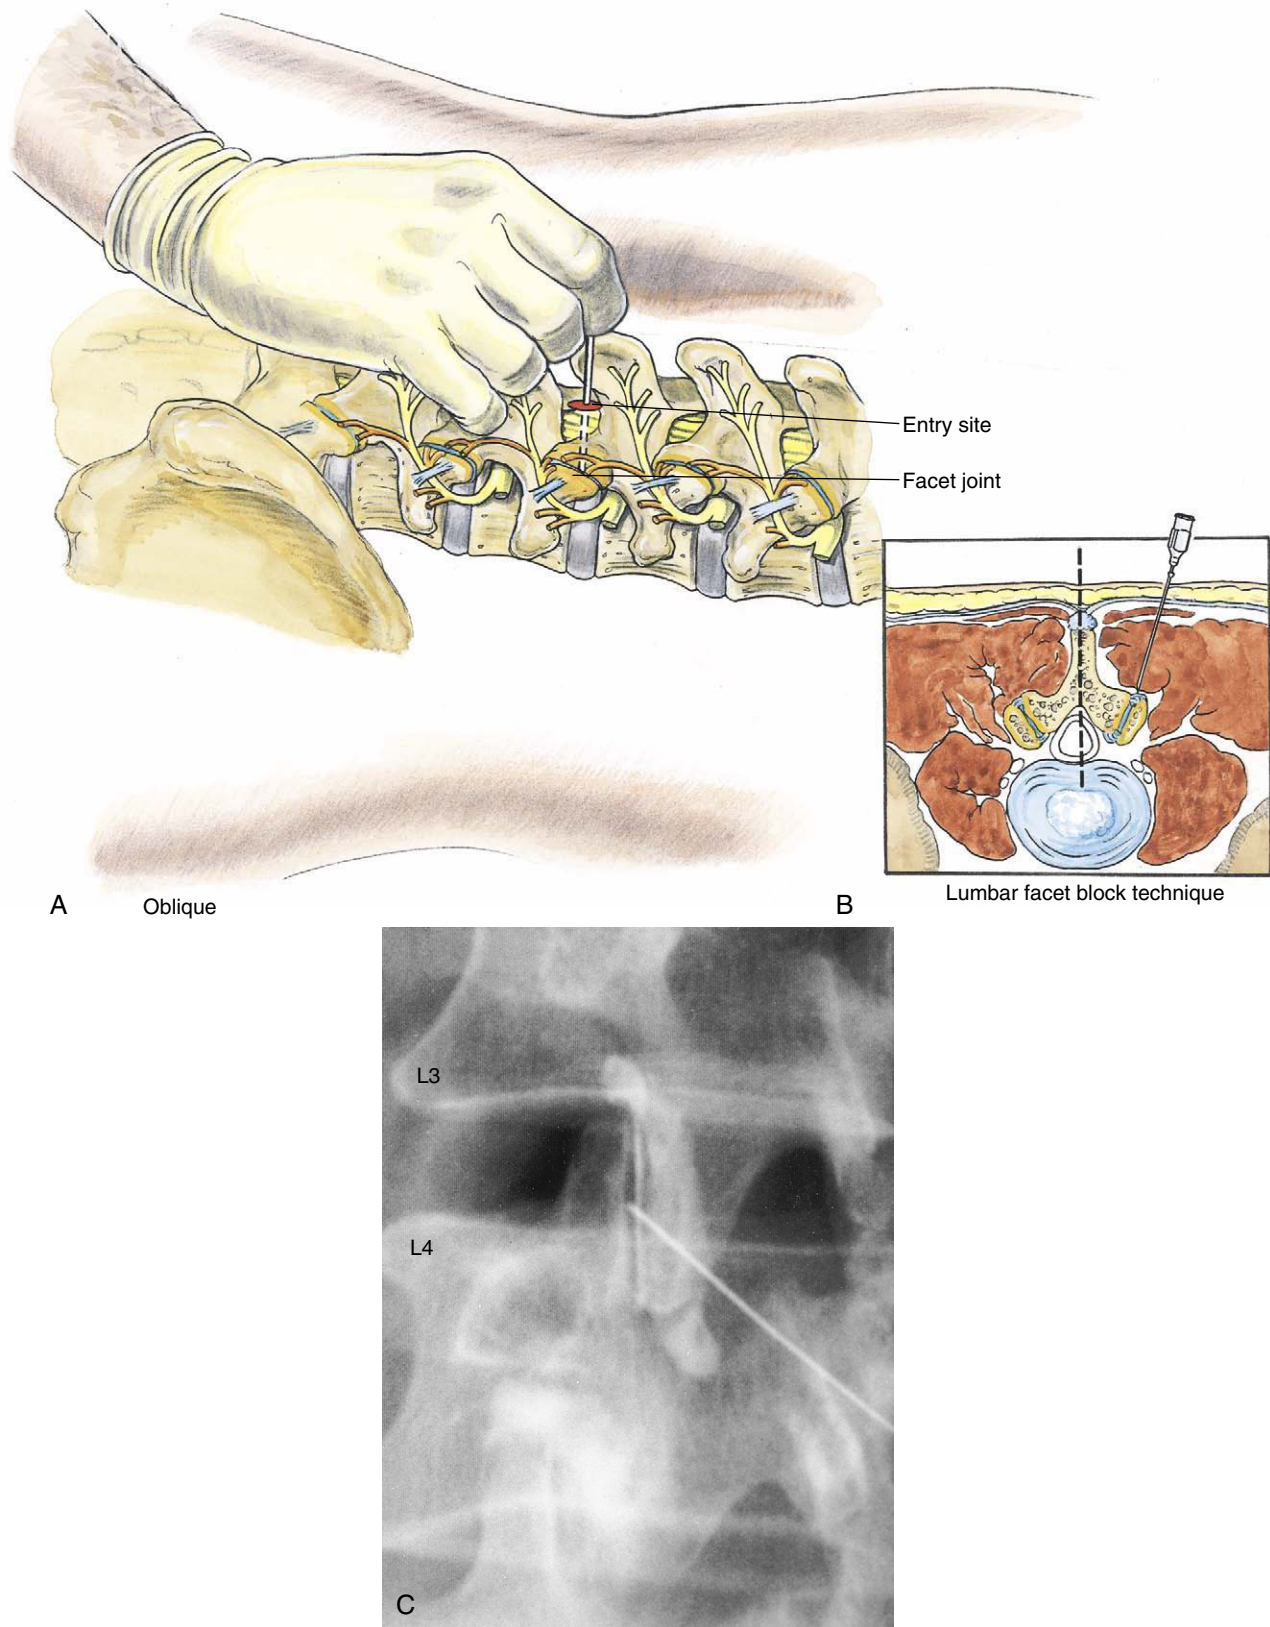 Entry site
Facet joint
A
Oblique
B
Lumbar facet block technique
L3
L4
C